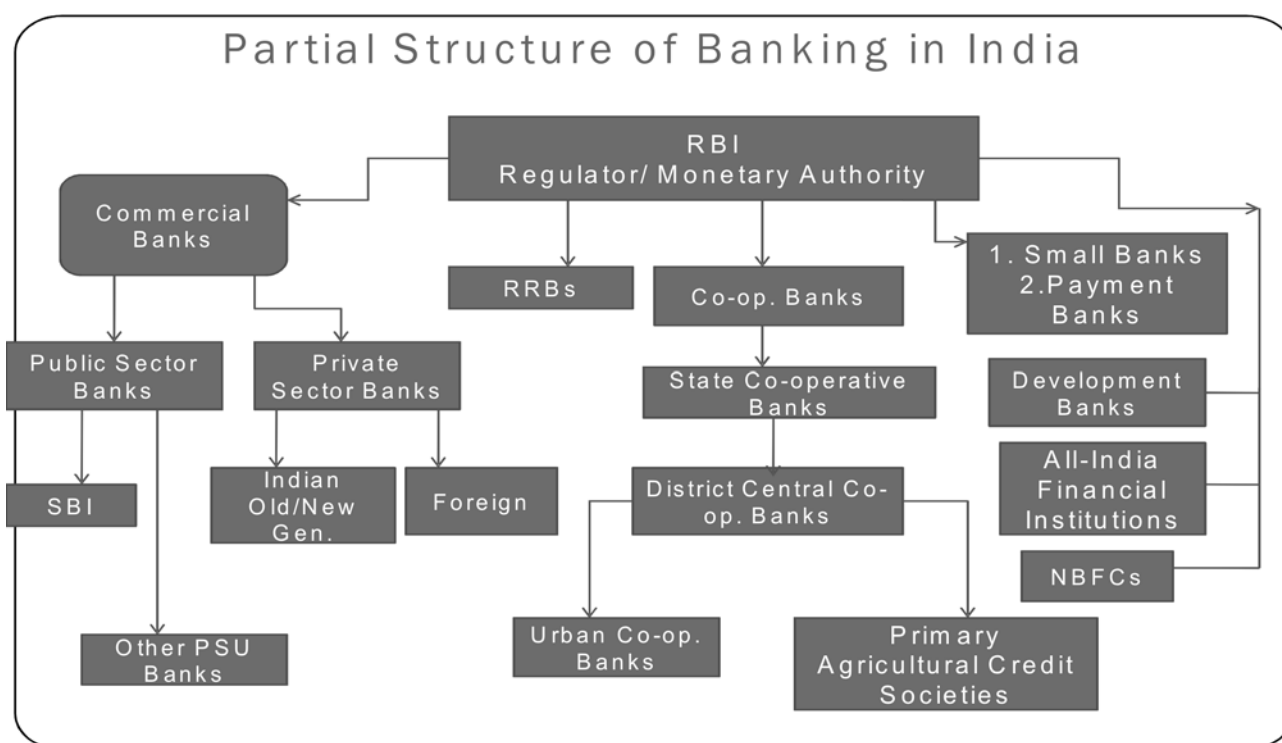 Partial Structure of Banking in India
RBI
Regulator/ Monetary Authority
Commercial
Banks
RRBs
Co-op. Banks
1. Small Banks
2.Payment
Banks
Public Sector
Banks
Private
Sector Banks
State Co-operative
Banks
Development
Banks
SBI
Indian
Old/New
Gen.
Foreign
District Central Co-
op. Banks
All-India
Financial
Institutions
NBFCs
Other PSU
Banks
Urban Co-op.
Banks
Primary
Agricultural Credit
Societies